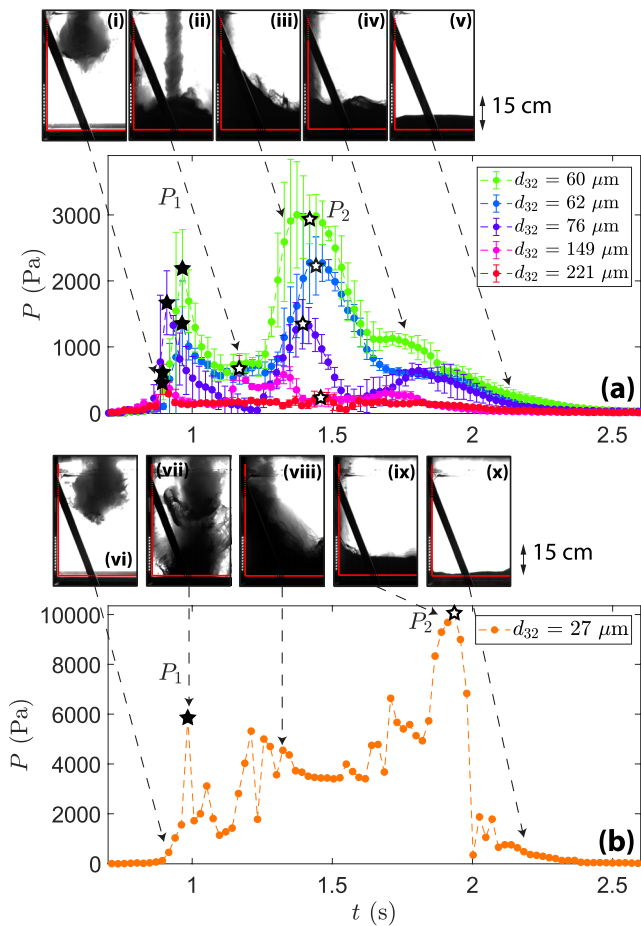 (i) (ii) (iii) (iv) (v)
15 cm
P₁
P₂
d₃₂ = 60 μm
d₃₂ = 62 μm
d₃₂ = 76 μm
d₃₂ = 149 μm
d₃₂ = 221 μm
3000
2000
1000
0
P (Pa)
1 1.5 2 2.5
(a)
(vi) (vii) (viii) (ix) (x)
15 cm
P₁
P₂
d₃₂ = 27 μm
10000
8000
6000
4000
2000
0
P (Pa)
(b)
1 1.5 2 2.5
t (s)